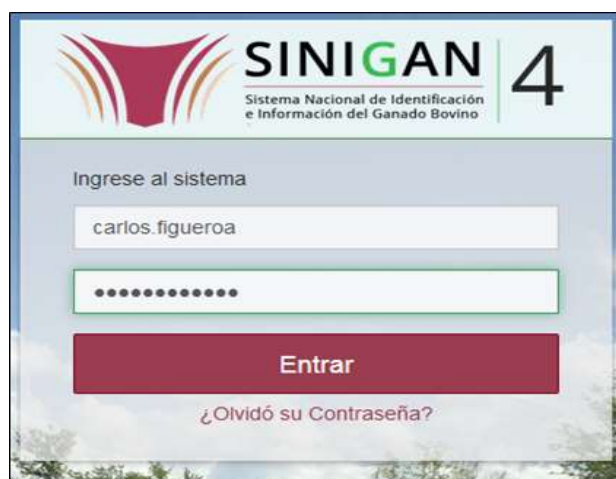 SINIGAN 4
Sistema Nacional de Identificación
e Información del Ganado Bovino
Ingrese al sistema
carlos.figueroa
●●●●●●●●●●●●
Entrar
¿Olvidó su Contraseña?